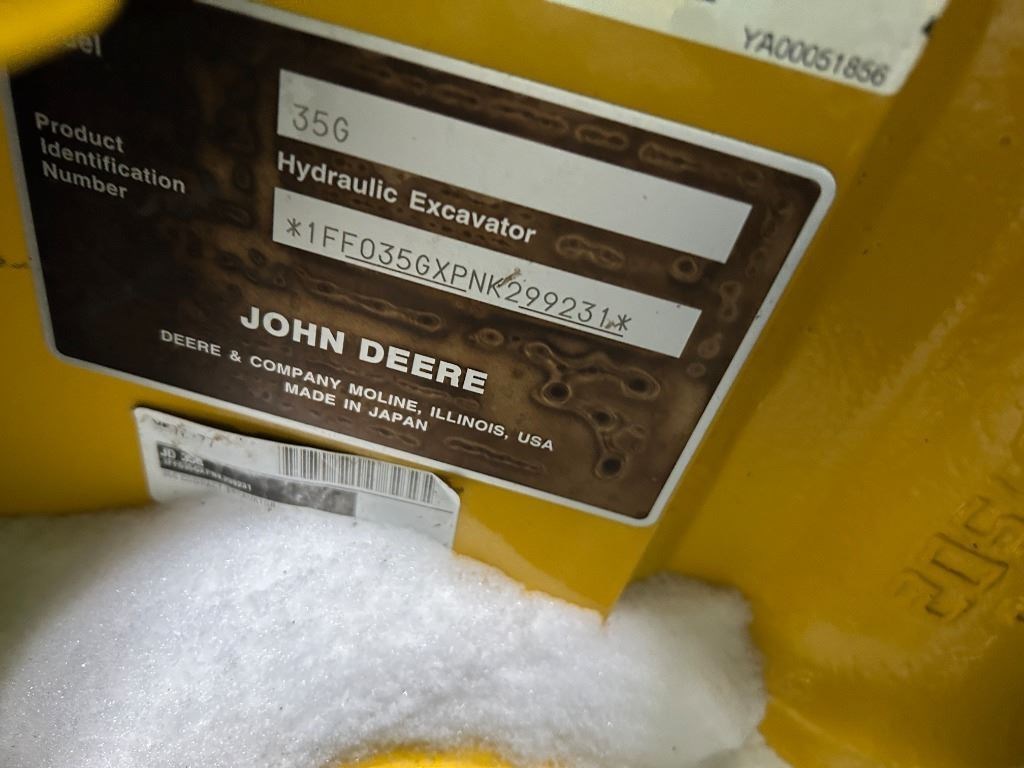 YA00051856
35G
Product
Identification
Number
Hydraulic Excavator
*1FF035GXPNK299231*
JOHN DEERE
DEERE & COMPANY MOLINE, ILLINOIS, USA
MADE IN JAPAN